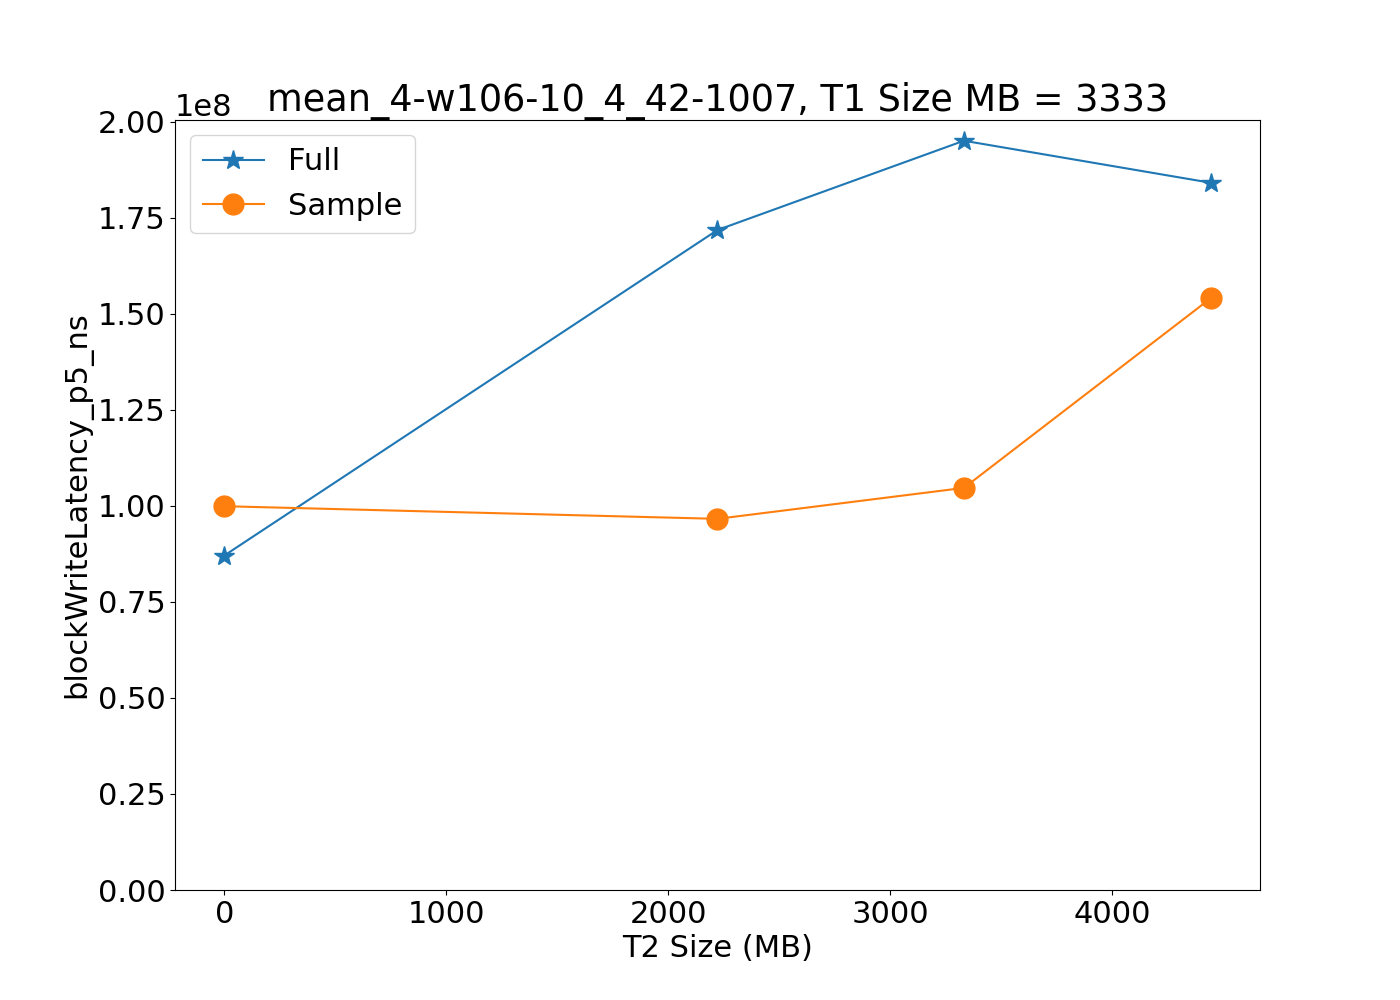 mean_4-w106-10_4_42-1007, T1 Size MB = 3333
1e8
2.00
1.75
1.50
1.25
1.00
0.75
0.50
0.25
0.00
blockWriteLatency_p5_ns
Full
Sample
0 1000 2000 3000 4000
T2 Size (MB)